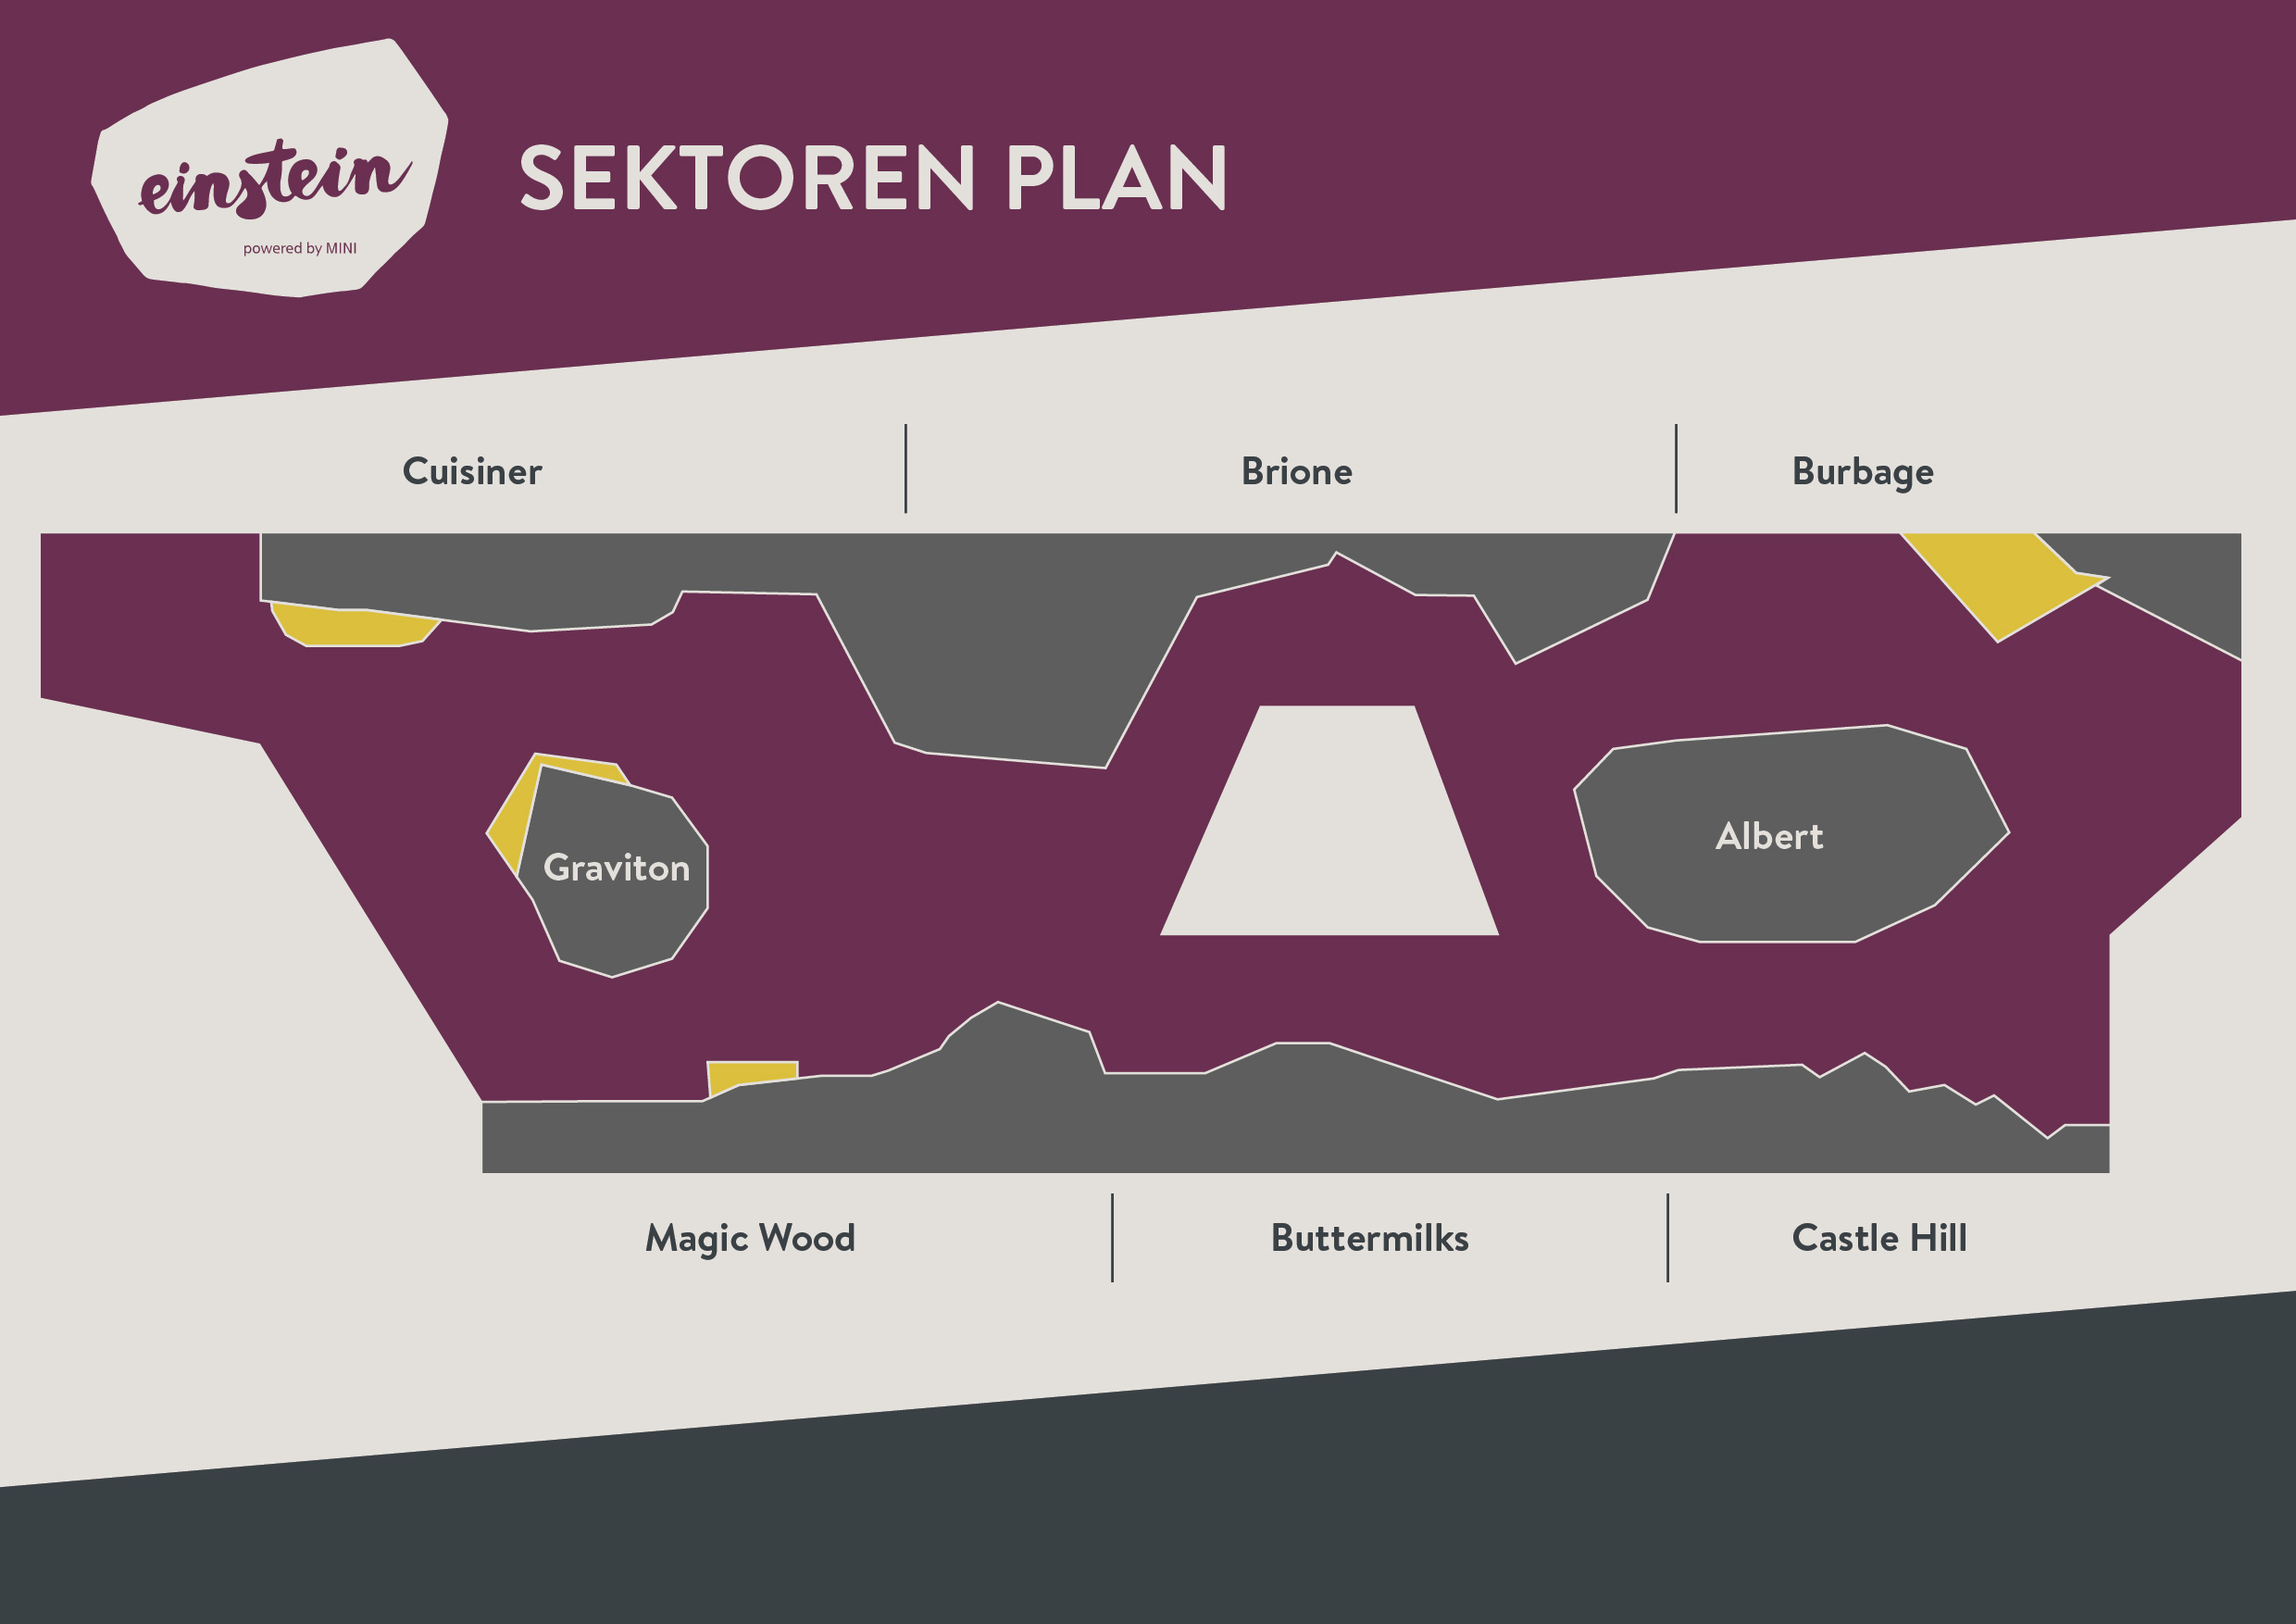 einstein
powered by MINI
SEKTOREN PLAN
Cuisiner
Brione
Burbage
Graviton
Albert
Magic Wood
Buttermilks
Castle Hill